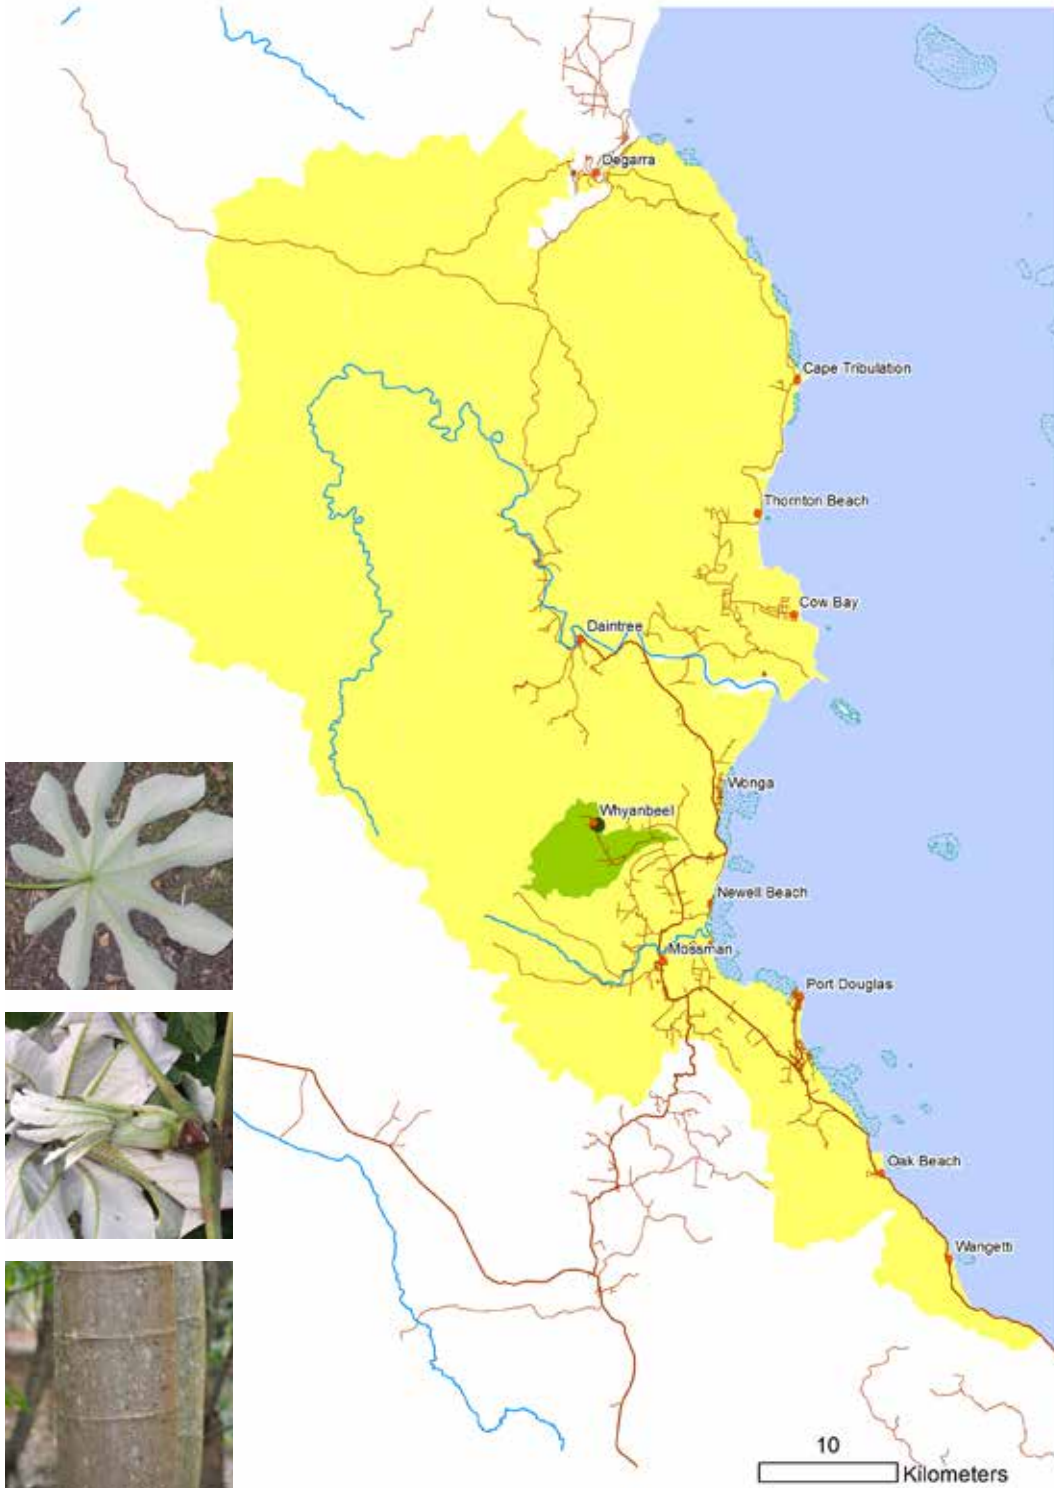 Degarra
Cape Tribulation
Thornton Beach
Cow Bay
Daintree
Wonga
Whyanbeel
Newell Beach
Mossman
Port Douglas
Oak Beach
Wangetti
10
Kilometers